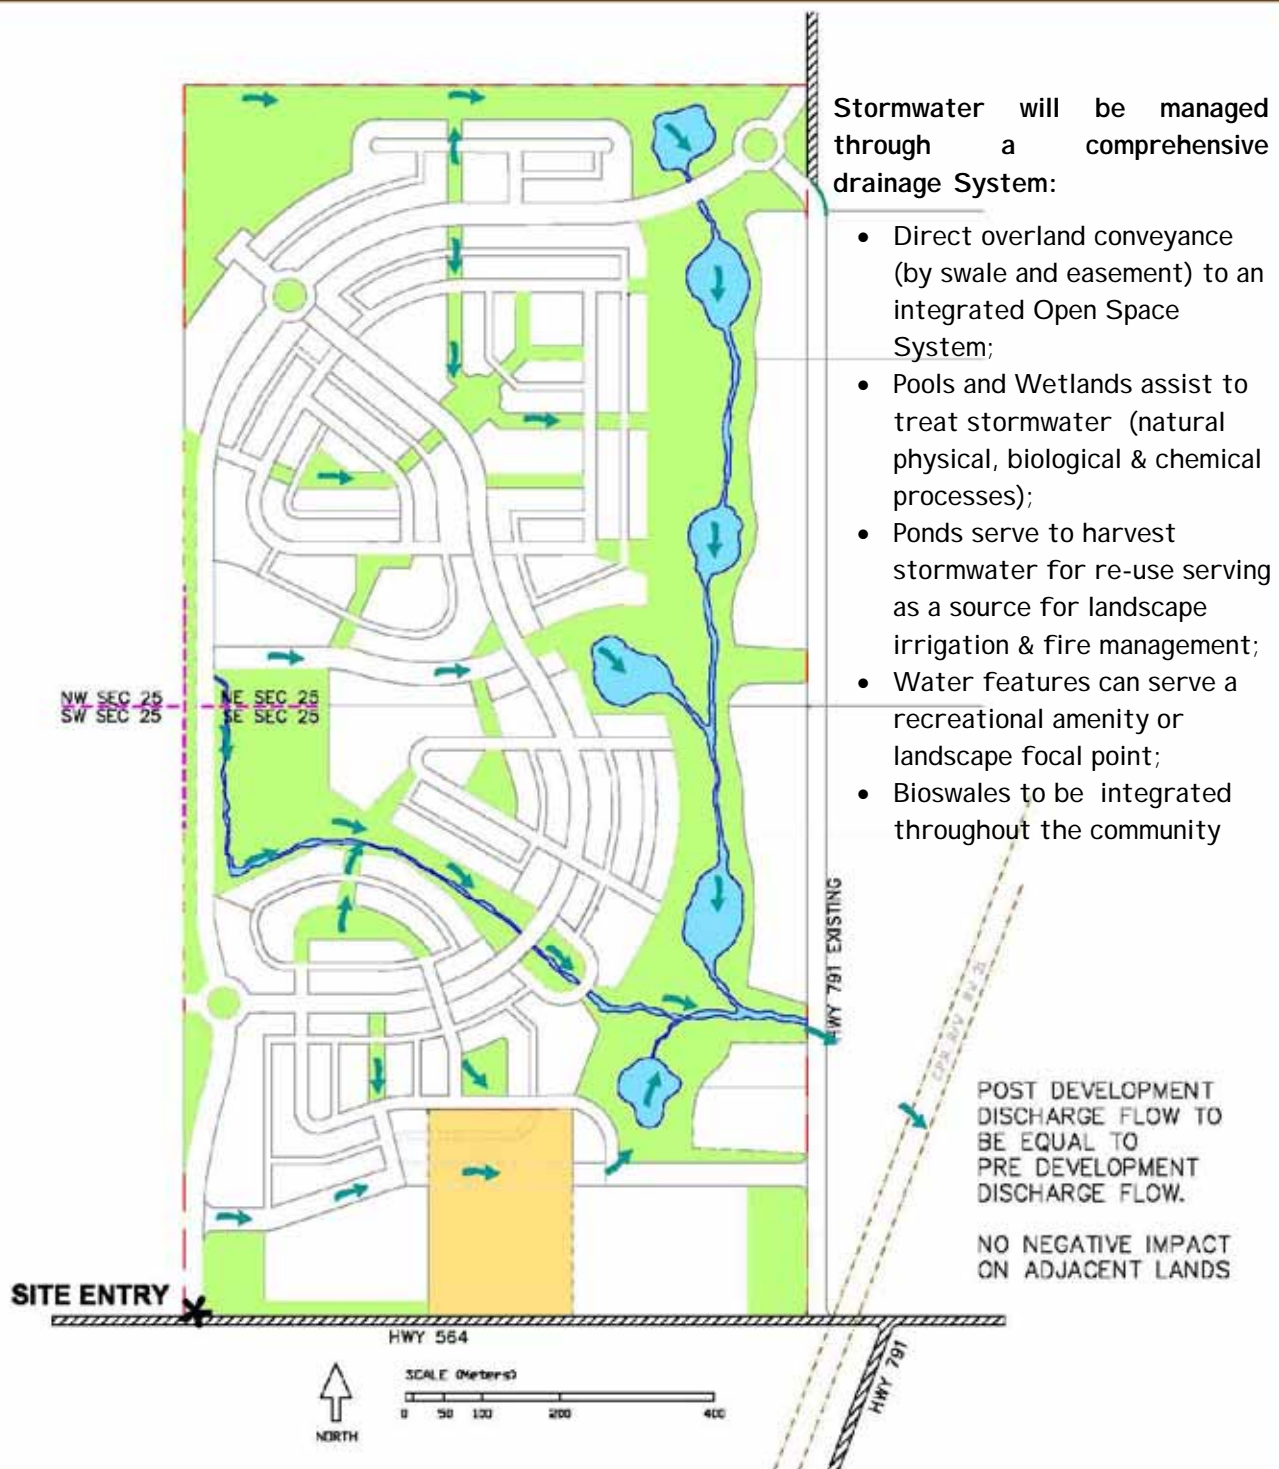 Stormwater will be managed
through a comprehensive
drainage System:
• Direct overland conveyance
(by swale and easement) to an
integrated Open Space
System;
• Pools and Wetlands assist to
treat stormwater (natural
physical, biological & chemical
processes);
• Ponds serve to harvest
stormwater for re-use serving
as a source for landscape
irrigation & fire management;
• Water features can serve a
recreational amenity or
landscape focal point;
• Bioswales to be integrated
throughout the community
NW SEC 25
NE SEC 25
SW SEC 25
SE SEC 25
HWY 791 EXISTING
CPR R/W RW 21
POST DEVELOPMENT
DISCHARGE FLOW TO
BE EQUAL TO
PRE DEVELOPMENT
DISCHARGE FLOW.
NO NEGATIVE IMPACT
ON ADJACENT LANDS
SITE ENTRY
HWY 564
HWY 791
SCALE (Meters)
0 50 100 200 400
NORTH